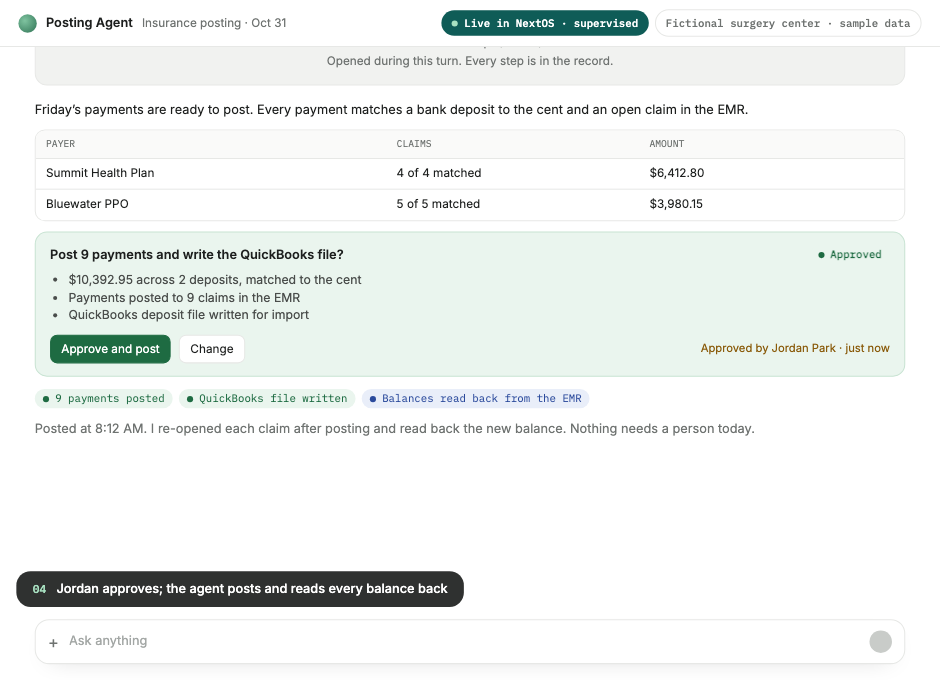 Posting Agent Insurance posting · Oct 31
Live in NextOS · supervised
Fictional surgery center · sample data
Opened during this turn. Every step is in the record.
Friday’s payments are ready to post. Every payment matches a bank deposit to the cent and an open claim in the EMR.
PAYER CLAIMS AMOUNT
Summit Health Plan 4 of 4 matched $6,412.80
Bluewater PPO 5 of 5 matched $3,980.15
Post 9 payments and write the QuickBooks file?
Approved
• $10,392.95 across 2 deposits, matched to the cent
• Payments posted to 9 claims in the EMR
• QuickBooks deposit file written for import
Approve and post Change Approved by Jordan Park · just now
9 payments posted QuickBooks file written Balances read back from the EMR
Posted at 8:12 AM. I re-opened each claim after posting and read back the new balance. Nothing needs a person today.
04 Jordan approves; the agent posts and reads every balance back
+ Ask anything